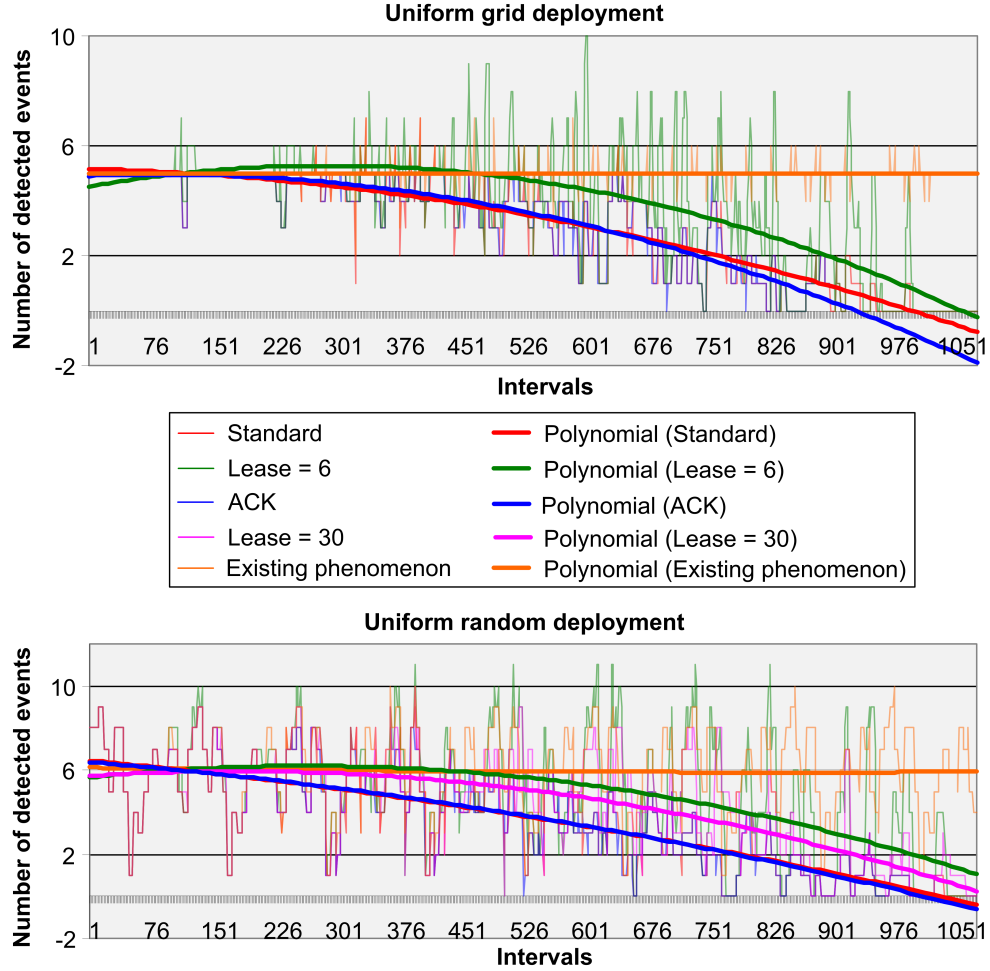 Uniform grid deployment
Number of detected events
10
6
2
-2
1 76 151 226 301 376 451 526 601 676 751 826 901 976 1051
Intervals
Standard Polynomial (Standard)
Lease = 6 Polynomial (Lease = 6)
ACK Polynomial (ACK)
Lease = 30 Polynomial (Lease = 30)
Existing phenomenon Polynomial (Existing phenomenon)
Uniform random deployment
Number of detected events
10
6
2
-2
1 76 151 226 301 376 451 526 601 676 751 826 901 976 1051
Intervals